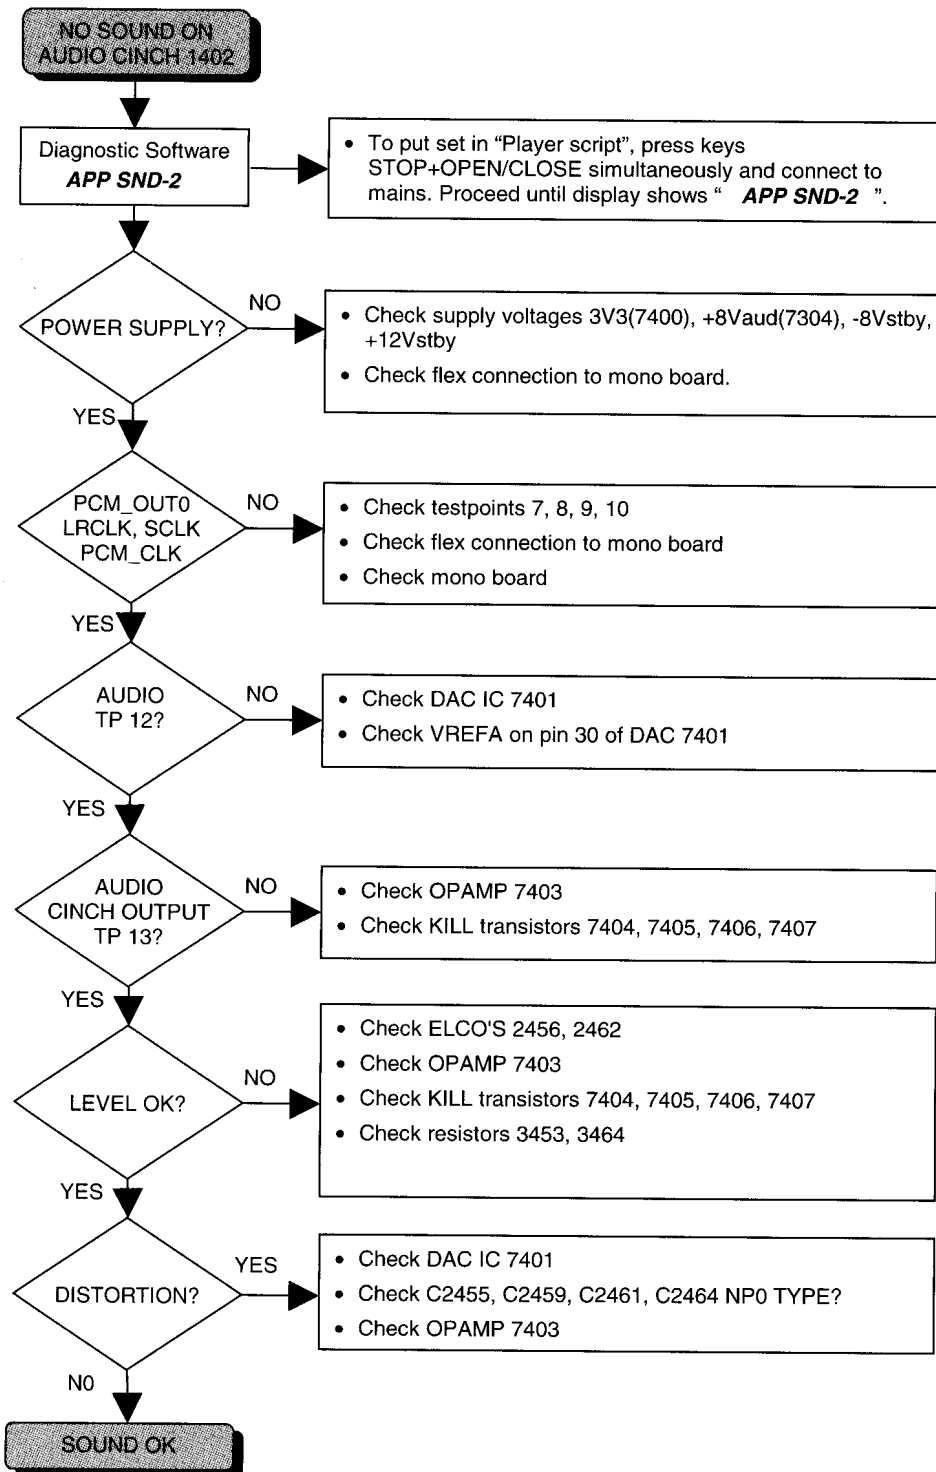 NO SOUND ON
AUDIO CINCH 1402
Diagnostic Software
APP SND-2
• To put set in “Player script”, press keys
STOP+OPEN/CLOSE simultaneously and connect to
mains. Proceed until display shows “ APP SND-2 ”.
POWER SUPPLY?
NO
• Check supply voltages 3V3(7400), +8Vaud(7304), -8Vstby,
+12Vstby
• Check flex connection to mono board.
YES
PCM_OUT0
LRCLK, SCLK
PCM_CLK
NO
• Check testpoints 7, 8, 9, 10
• Check flex connection to mono board
• Check mono board
YES
AUDIO
TP 12?
NO
• Check DAC IC 7401
• Check VREFA on pin 30 of DAC 7401
YES
AUDIO
CINCH OUTPUT
TP 13?
NO
• Check OPAMP 7403
• Check KILL transistors 7404, 7405, 7406, 7407
YES
LEVEL OK?
NO
• Check ELCO'S 2456, 2462
• Check OPAMP 7403
• Check KILL transistors 7404, 7405, 7406, 7407
• Check resistors 3453, 3464
YES
DISTORTION?
YES
• Check DAC IC 7401
• Check C2455, C2459, C2461, C2464 NP0 TYPE?
• Check OPAMP 7403
N0
SOUND OK